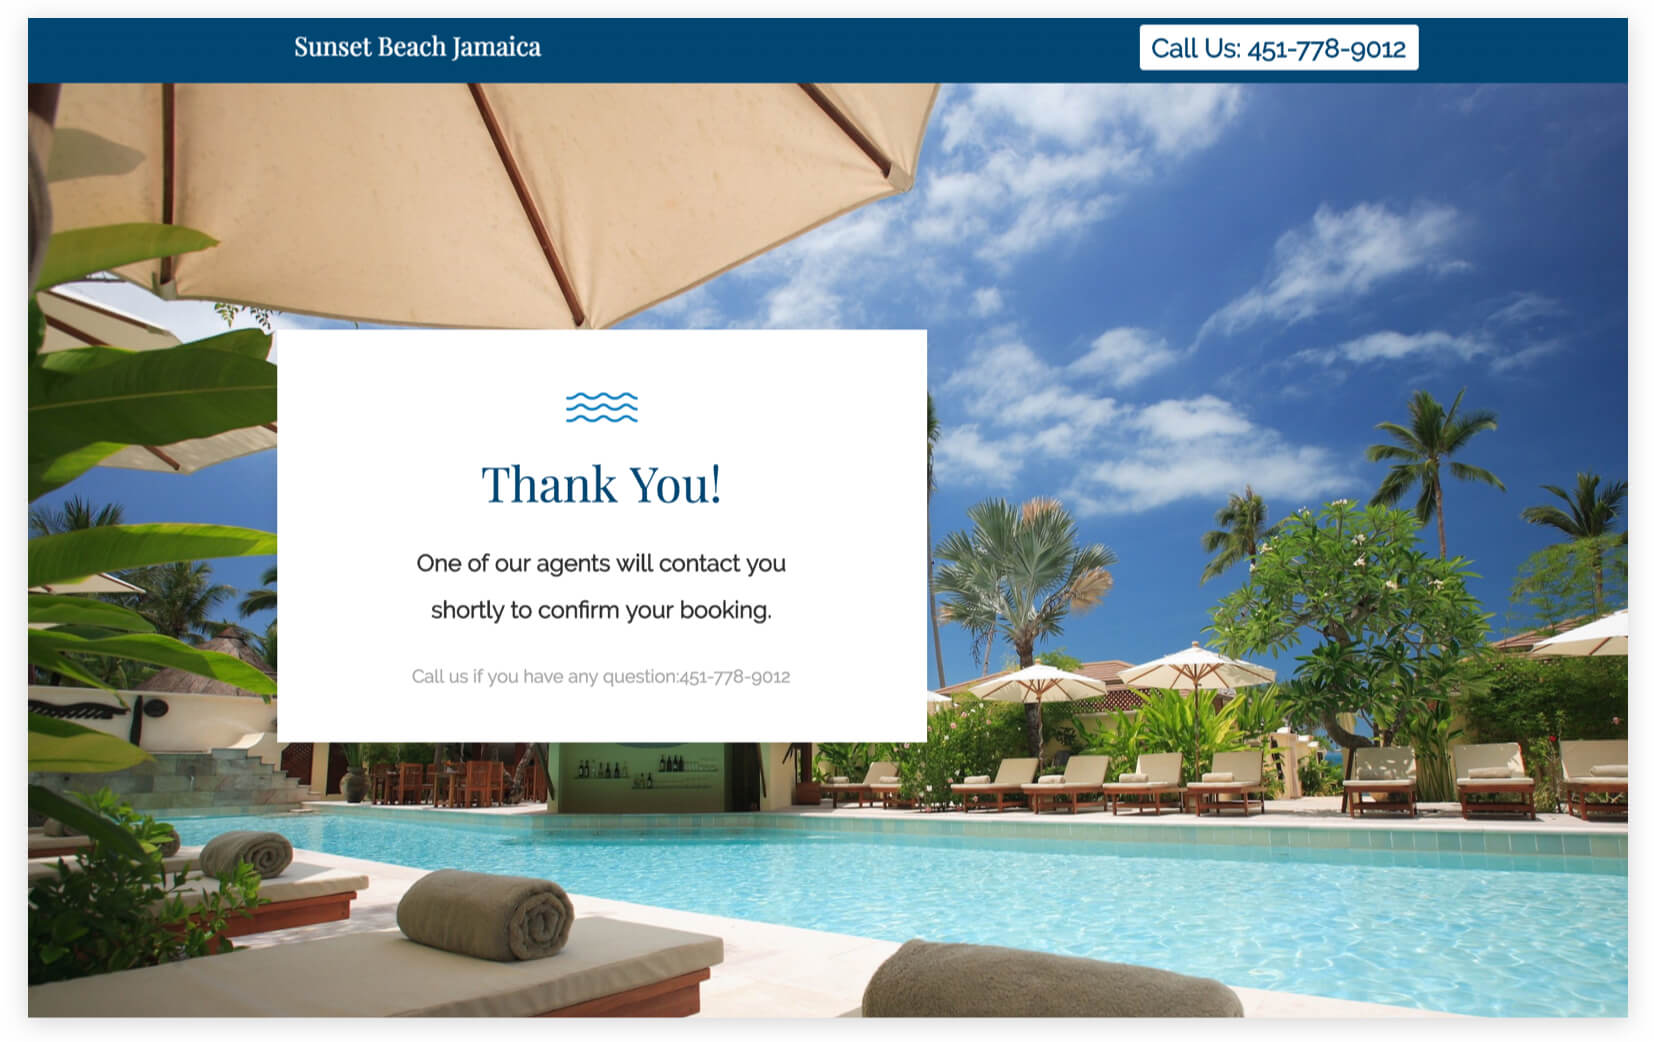 Sunset Beach Jamaica
Call Us: 451-778-9012
Thank You!
One of our agents will contact you
shortly to confirm your booking.
Call us if you have any question:451-778-9012